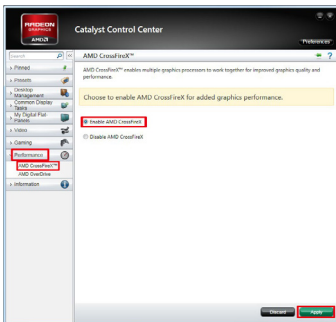 RADEON
GRAPHICS
AMD
Catalyst Control Center
Preferences
Search
AMD CrossFireX™
Pinned
Presets
Desktop
Management
Common Display
Tasks
My Digital Flat-
Panels
Video
Gaming
Performance
AMD CrossFireX™
AMD OverDrive
Information
AMD CrossFireX™ enables multiple graphics processors to work together for improved graphics quality and
performance.
Choose to enable AMD CrossFireX for added graphics performance.
Enable AMD CrossFireX
Disable AMD CrossFireX
Discard
Apply